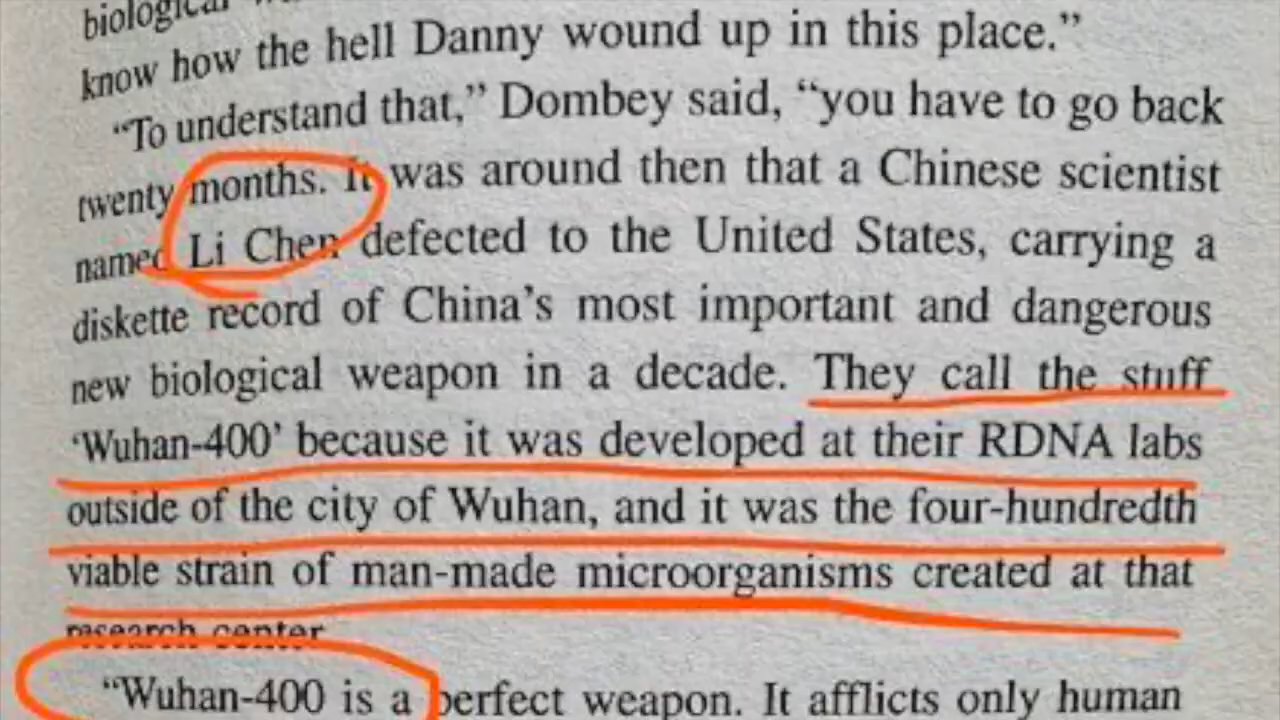 biological
know how the hell Danny wound up in this place.”
“To understand that,” Dombey said, “you have to go back
twenty months. It was around then that a Chinese scientist
named Li Chen defected to the United States, carrying a
diskette record of China’s most important and dangerous
new biological weapon in a decade. They call the stuff
‘Wuhan-400’ because it was developed at their RDNA labs
outside of the city of Wuhan, and it was the four-hundredth
viable strain of man-made microorganisms created at that
research center
“Wuhan-400 is a perfect weapon. It afflicts only human